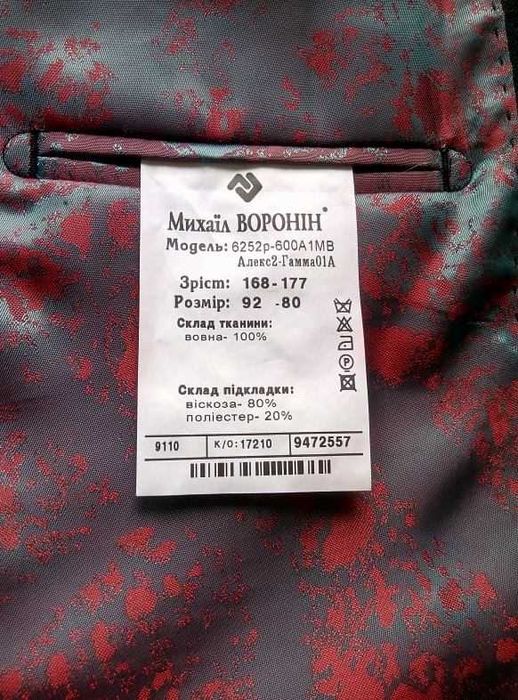 Михаїл ВОРОНІН®
Модель: 6252р-600А1МВ
Алекс2-Гамма01А
Зріст: 168-177
Розмір: 92 -80
Склад тканини:
вовна- 100%
Склад підкладки:
віскоза- 80%
поліестер- 20%
9110 К/О:17210 9472557